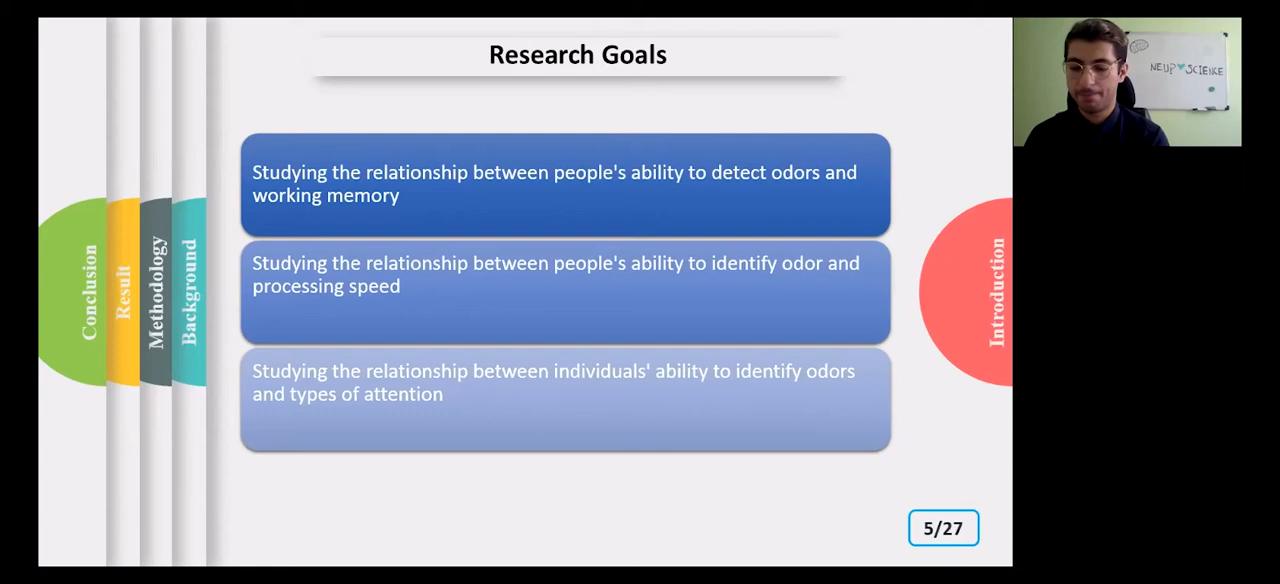 Research Goals
NEUR SCIENCE
Studying the relationship between people's ability to detect odors and
working memory
Studying the relationship between people's ability to identify odor and
processing speed
Studying the relationship between individuals' ability to identify odors
and types of attention
Conclusion
Result
Methodology
Background
Introduction
5/27